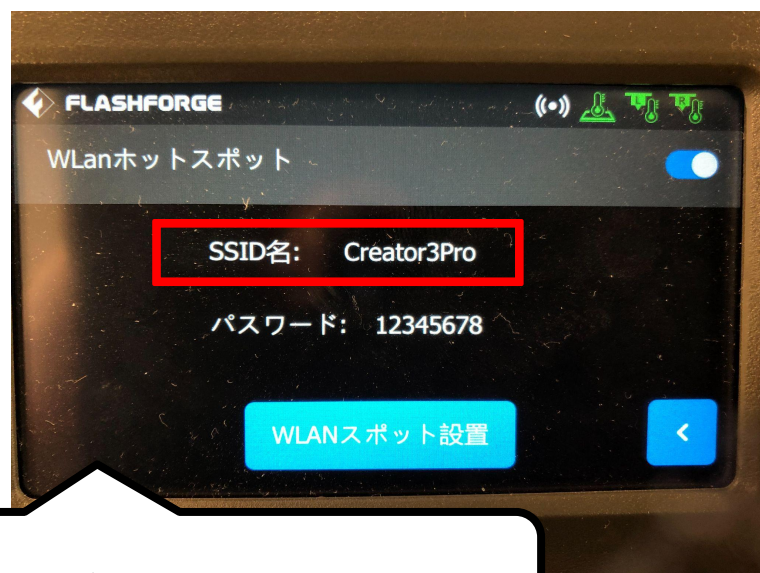 FLASHFORGE
WLanホットスポット
SSID名: Creator3Pro
パスワード: 12345678
WLANスポット設置